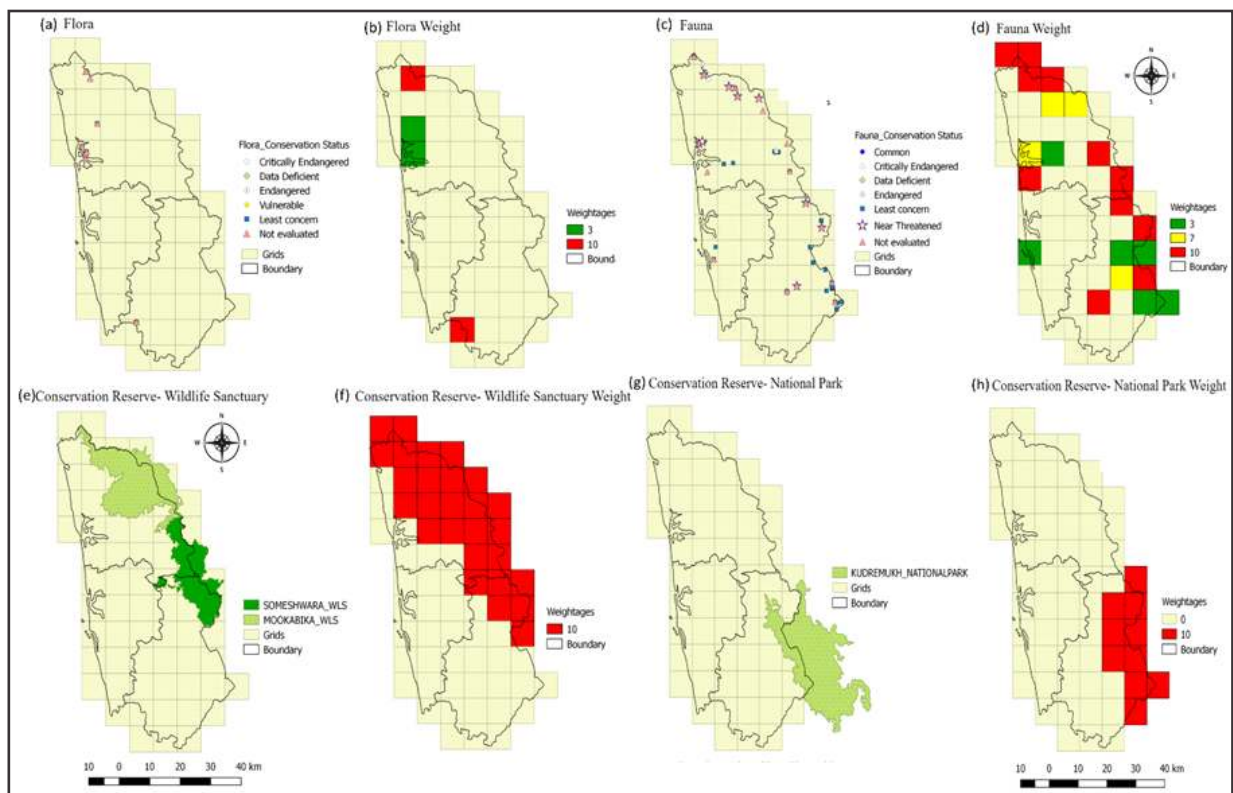 (a) Flora
(b) Flora Weight
(c) Fauna
(d) Fauna Weight
N
W E
S
s
Flora_Conservation Status
Critically Endangered
Data Deficient
Endangered
Vulnerable
Least concern
Not evaluated
Grids
Boundary
Weightages
3
10
Bound
Fauna_Conservation Status
Common
Critically Endangered
Data Deficient
Endangered
Least concern
Near Threatened
Not evaluated
Grids
Boundary
Weightages
3
7
10
Boundary
(e)Conservation Reserve- Wildlife Sanctuary
(f) Conservation Reserve- Wildlife Sanctuary Weight
(g) Conservation Reserve- National Park
(h) Conservation Reserve- National Park Weight
N
W E
S
SOMESHWARA_WLS
MOOKABIKA_WLS
Grids
Boundary
Weightages
10
Boundary
KUDREMUKH_NATIONALPARK
Grids
Boundary
Weightages
0
10
Boundary
10 0 10 20 30 40 km
10 0 10 20 30 40 km